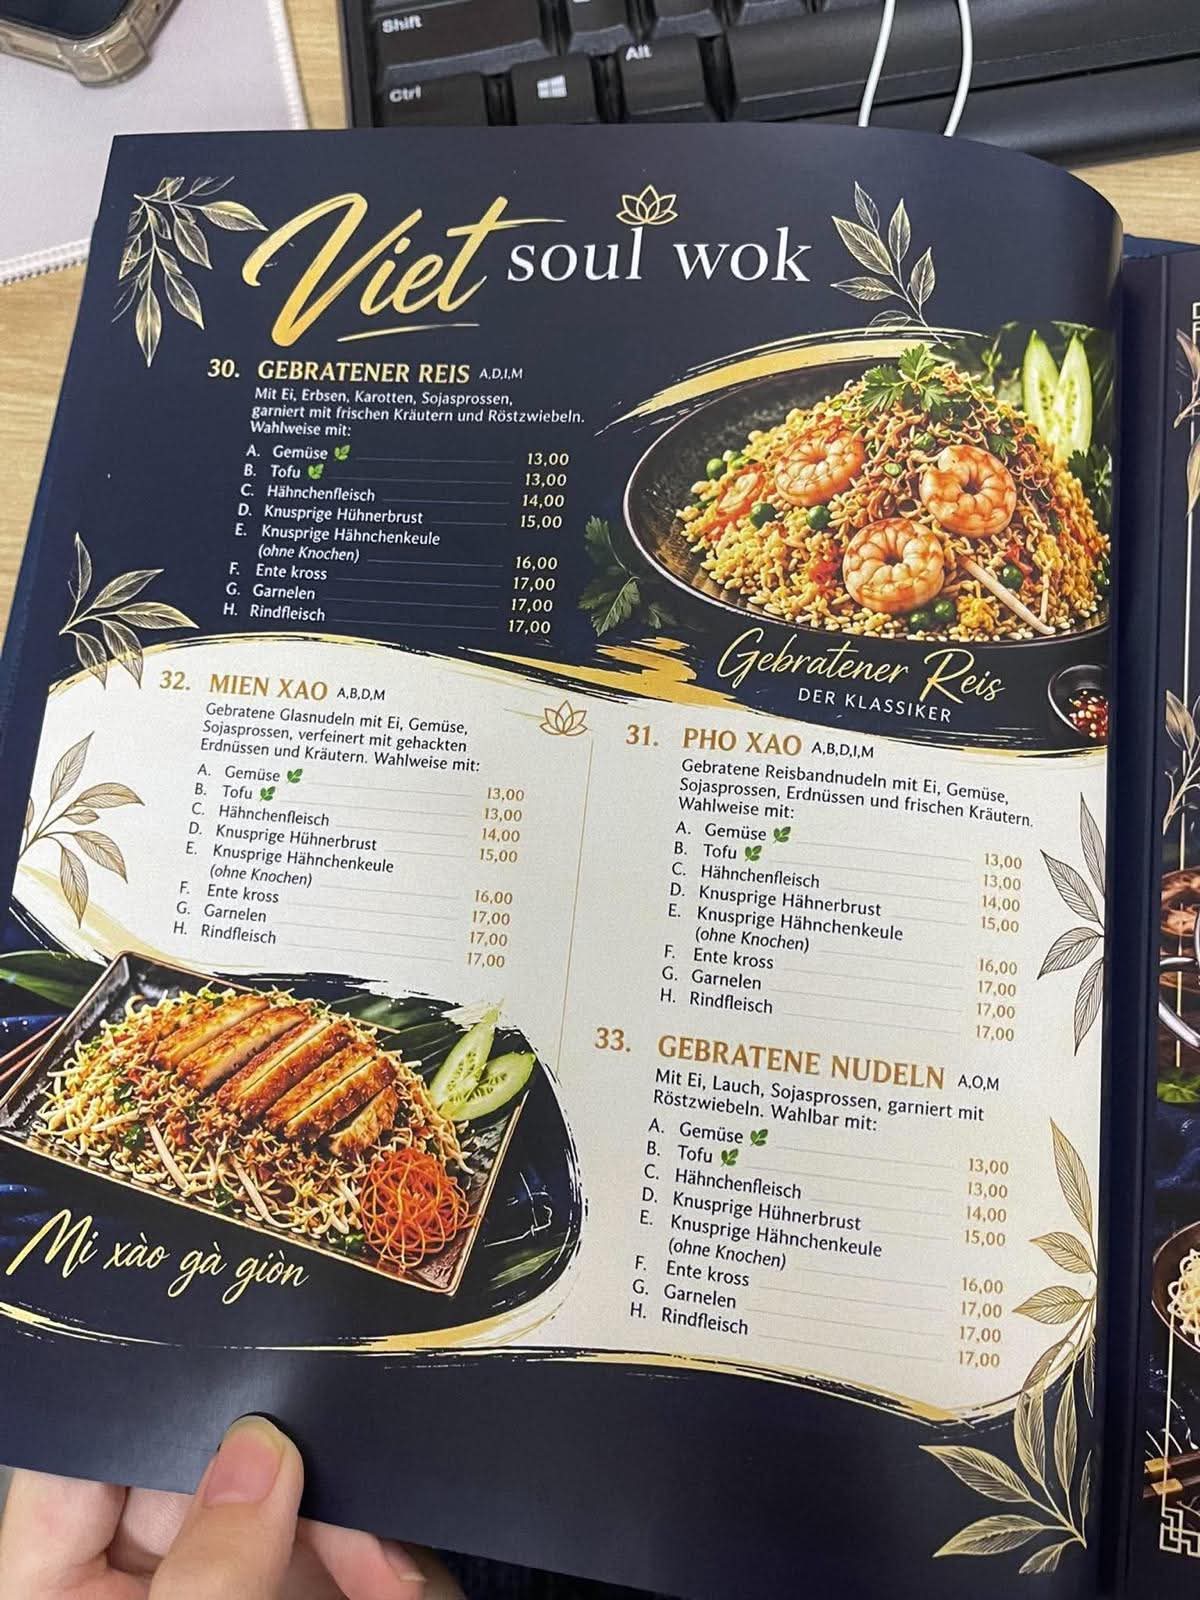 Shift
Alt
Ctrl
Viet soul wok
30. GEBRATENER REIS A,D,I,M
Mit Ei, Erbsen, Karotten, Sojasprossen,
garniert mit frischen Kräutern und Röstzwiebeln.
Wahlweise mit:
A. Gemüse 13,00
B. Tofu 13,00
C. Hähnchenfleisch 14,00
D. Knusprige Hühnerbrust 15,00
E. Knusprige Hähnchenkeule
(ohne Knochen) 16,00
F. Ente kross 17,00
G. Garnelen 17,00
H. Rindfleisch 17,00
Gebratener Reis
DER KLASSIKER
32. MIEN XAO A,B,D,M
Gebratene Glasnudeln mit Ei, Gemüse,
Sojasprossen, verfeinert mit gehackten
Erdnüssen und Kräutern. Wahlweise mit:
A. Gemüse 13,00
B. Tofu 13,00
C. Hähnchenfleisch 14,00
D. Knusprige Hühnerbrust 15,00
E. Knusprige Hähnchenkeule
(ohne Knochen) 16,00
F. Ente kross 17,00
G. Garnelen 17,00
H. Rindfleisch 17,00
31. PHO XAO A,B,D,I,M
Gebratene Reisbandnudeln mit Ei, Gemüse,
Sojasprossen, Erdnüssen und frischen Kräutern.
Wahlweise mit:
A. Gemüse 13,00
B. Tofu 13,00
C. Hähnchenfleisch 14,00
D. Knusprige Hähnerbrust 15,00
E. Knusprige Hähnchenkeule
(ohne Knochen) 16,00
F. Ente kross 17,00
G. Garnelen 17,00
H. Rindfleisch 17,00
33. GEBRATENE NUDELN A,O,M
Mit Ei, Lauch, Sojasprossen, garniert mit
Röstzwiebeln. Wahlbar mit:
A. Gemüse 13,00
B. Tofu 13,00
C. Hähnchenfleisch 14,00
D. Knusprige Hühnerbrust 15,00
E. Knusprige Hähnchenkeule
(ohne Knochen) 16,00
F. Ente kross 17,00
G. Garnelen 17,00
H. Rindfleisch 17,00
Mi xào gà giòn